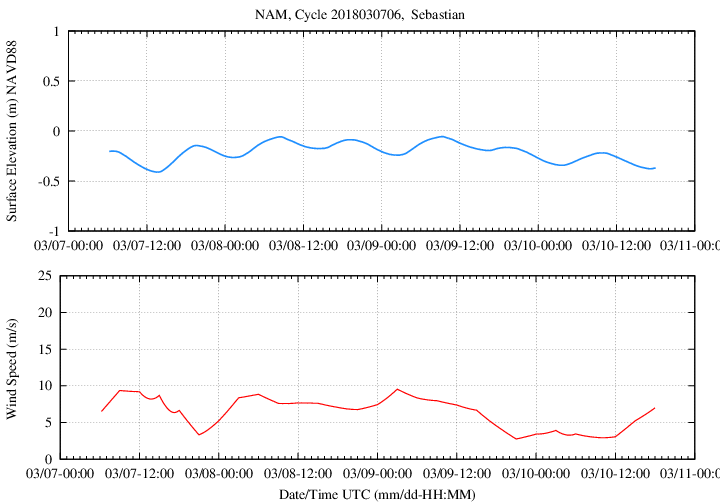 NAM, Cycle 2018030706,  Sebastian
1
0.5
0
-0.5
-1
Surface Elevation (m) NAVD88
03/07-00:00 03/07-12:00 03/08-00:00 03/08-12:00 03/09-00:00 03/09-12:00 03/10-00:00 03/10-12:00 03/11-00:0
25
20
15
10
5
0
Wind Speed (m/s)
03/07-00:00 03/07-12:00 03/08-00:00 03/08-12:00 03/09-00:00 03/09-12:00 03/10-00:00 03/10-12:00 03/11-00:0
Date/Time UTC (mm/dd-HH:MM)